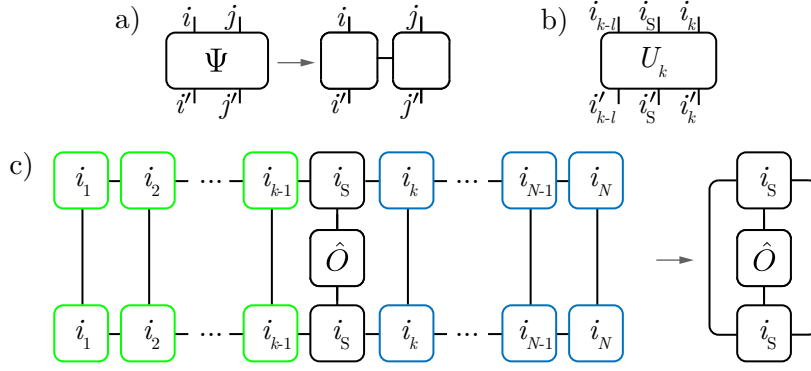 a) i j Ψ i' j' i j i' j'
b) i_{k-l} i_S i_k U_k i'_{k-l} i'_S i'_k
c) i_1 i_2 ... i_{k-1} i_S i_k ... i_{N-1} i_N i_S
Ô Ô
i_1 i_2 ... i_{k-1} i_S i_k ... i_{N-1} i_N i_S